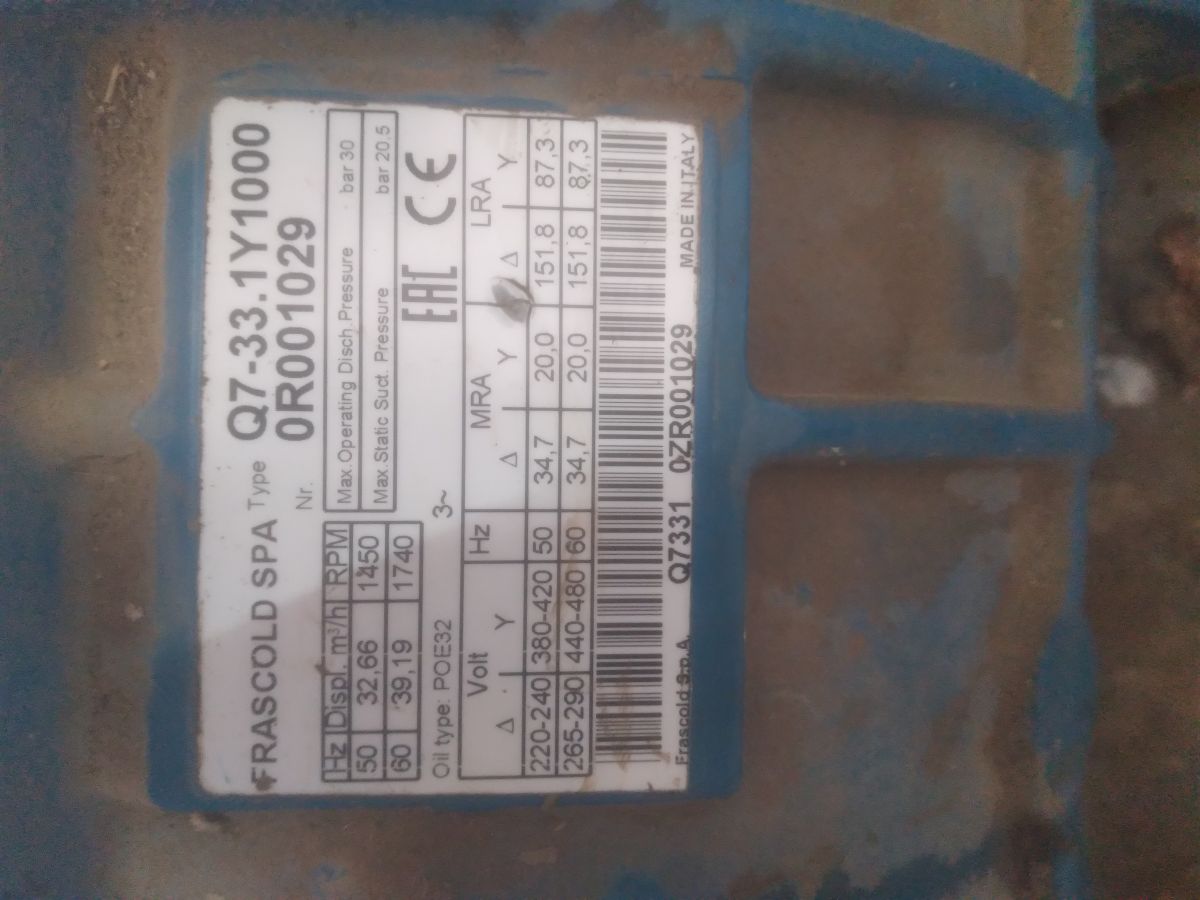 FRASCOLD SPA Type Q7-33.1Y1000
Nr. 0R001029
Hz Displ. m³/h RPM
50 32,66 1450
60 39,19 1740
Max.Operating Disch.Pressure bar 30
Max.Static Suct. Pressure bar 20,5
Oil type: POE32 3~ EAC CE
Volt Hz MRA LRA
Δ Y Δ Y Δ Y
220-240 380-420 50 34,7 20,0 151,8 87,3
265-290 440-480 60 34,7 20,0 151,8 87,3
Frascold S.p.A. Q7331 0ZR001029 MADE IN ITALY